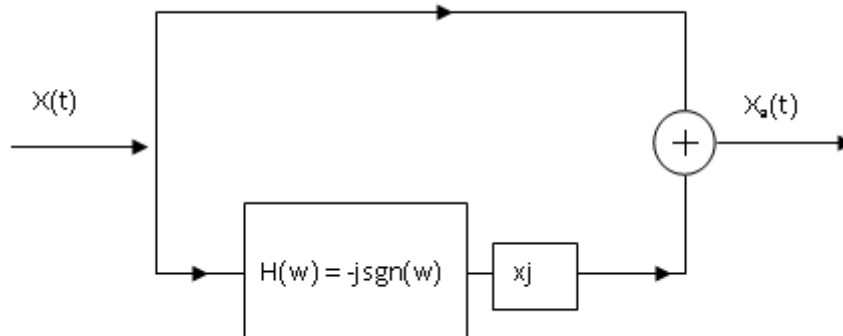 X(t)
Xₐ(t)
+
H(w) = -jsgn(w)
xj